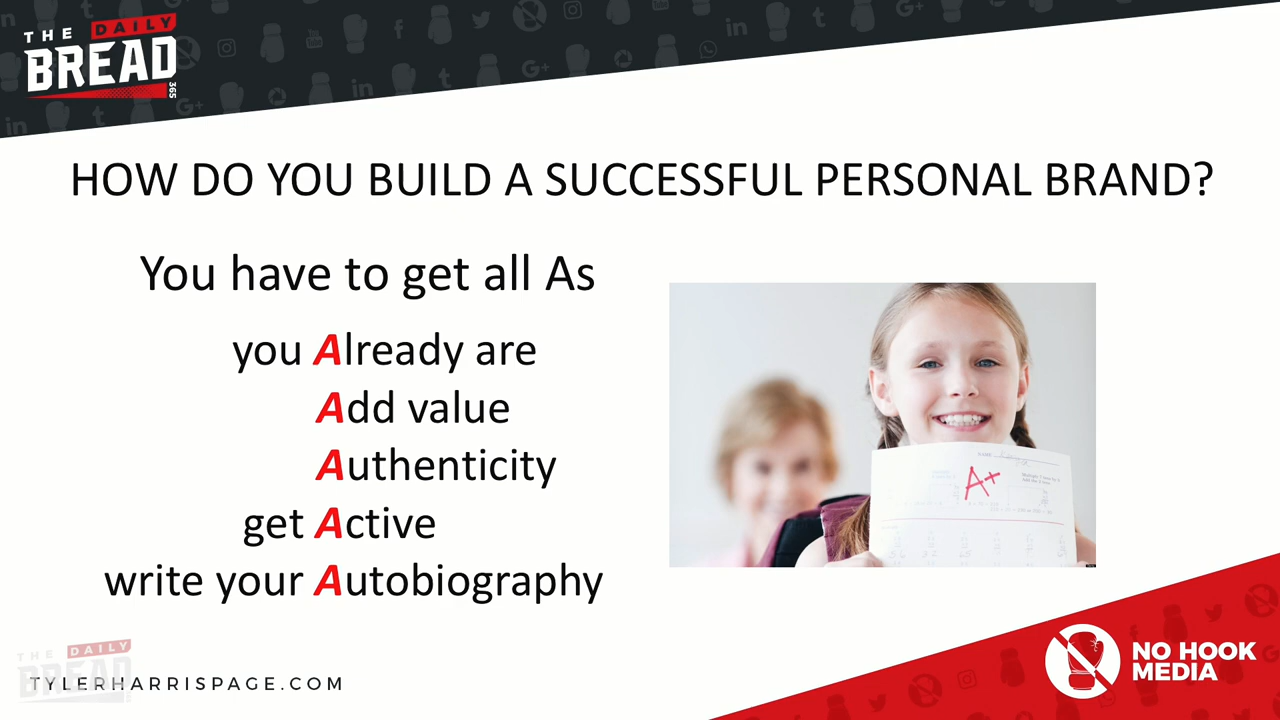 THE DAILY
BREAD
365
HOW DO YOU BUILD A SUCCESSFUL PERSONAL BRAND?
You have to get all As
you Already are
Add value
Authenticity
get Active
write your Autobiography
NAME
A+
THE DAILY
BREAD
TYLERHARRISPAGE.COM
NO HOOK
MEDIA